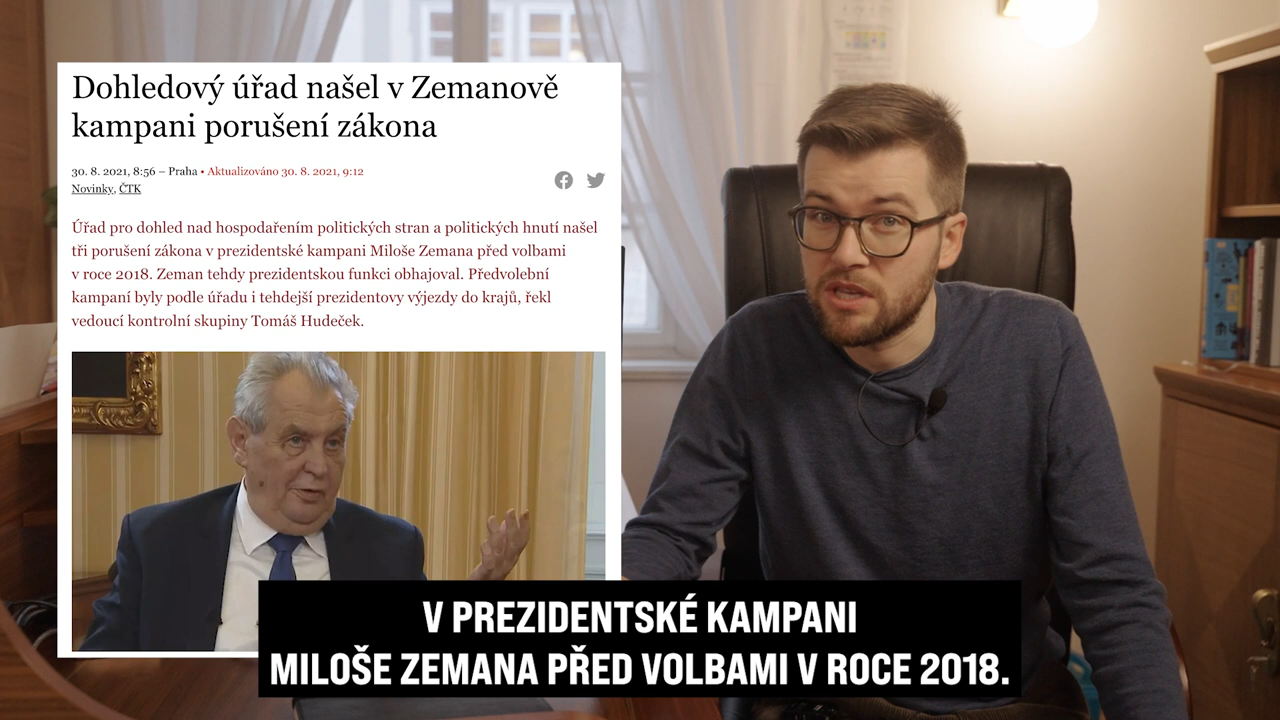 Dohledový úřad našel v Zemanově
kampani porušení zákona
30. 8. 2021, 8:56 – Praha • Aktualizováno 30. 8. 2021, 9:12
Novinky, ČTK
Úřad pro dohled nad hospodařením politických stran a politických hnutí našel
tři porušení zákona v prezidentské kampani Miloše Zemana před volbami
v roce 2018. Zeman tehdy prezidentskou funkci obhajoval. Předvolební
kampaní byly podle úřadu i tehdejší prezidentovy výjezdy do krajů, řekl
vedoucí kontrolní skupiny Tomáš Hudeček.
V PREZIDENTSKÉ KAMPANI
MILOŠE ZEMANA PŘED VOLBAMI V ROCE 2018.